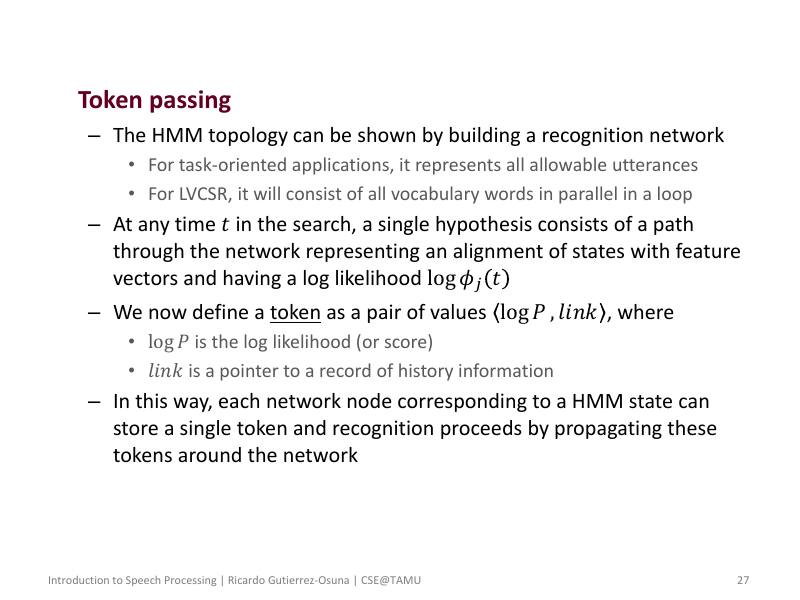 Token passing
– The HMM topology can be shown by building a recognition network
• For task-oriented applications, it represents all allowable utterances
• For LVCSR, it will consist of all vocabulary words in parallel in a loop
– At any time 𝑡 in the search, a single hypothesis consists of a path
through the network representing an alignment of states with feature
vectors and having a log likelihood log 𝜙𝑗(𝑡)
– We now define a token as a pair of values ⟨log 𝑃 , 𝑙𝑖𝑛𝑘⟩, where
• log 𝑃 is the log likelihood (or score)
• 𝑙𝑖𝑛𝑘 is a pointer to a record of history information
– In this way, each network node corresponding to a HMM state can
store a single token and recognition proceeds by propagating these
tokens around the network
Introduction to Speech Processing | Ricardo Gutierrez-Osuna | CSE@TAMU 27